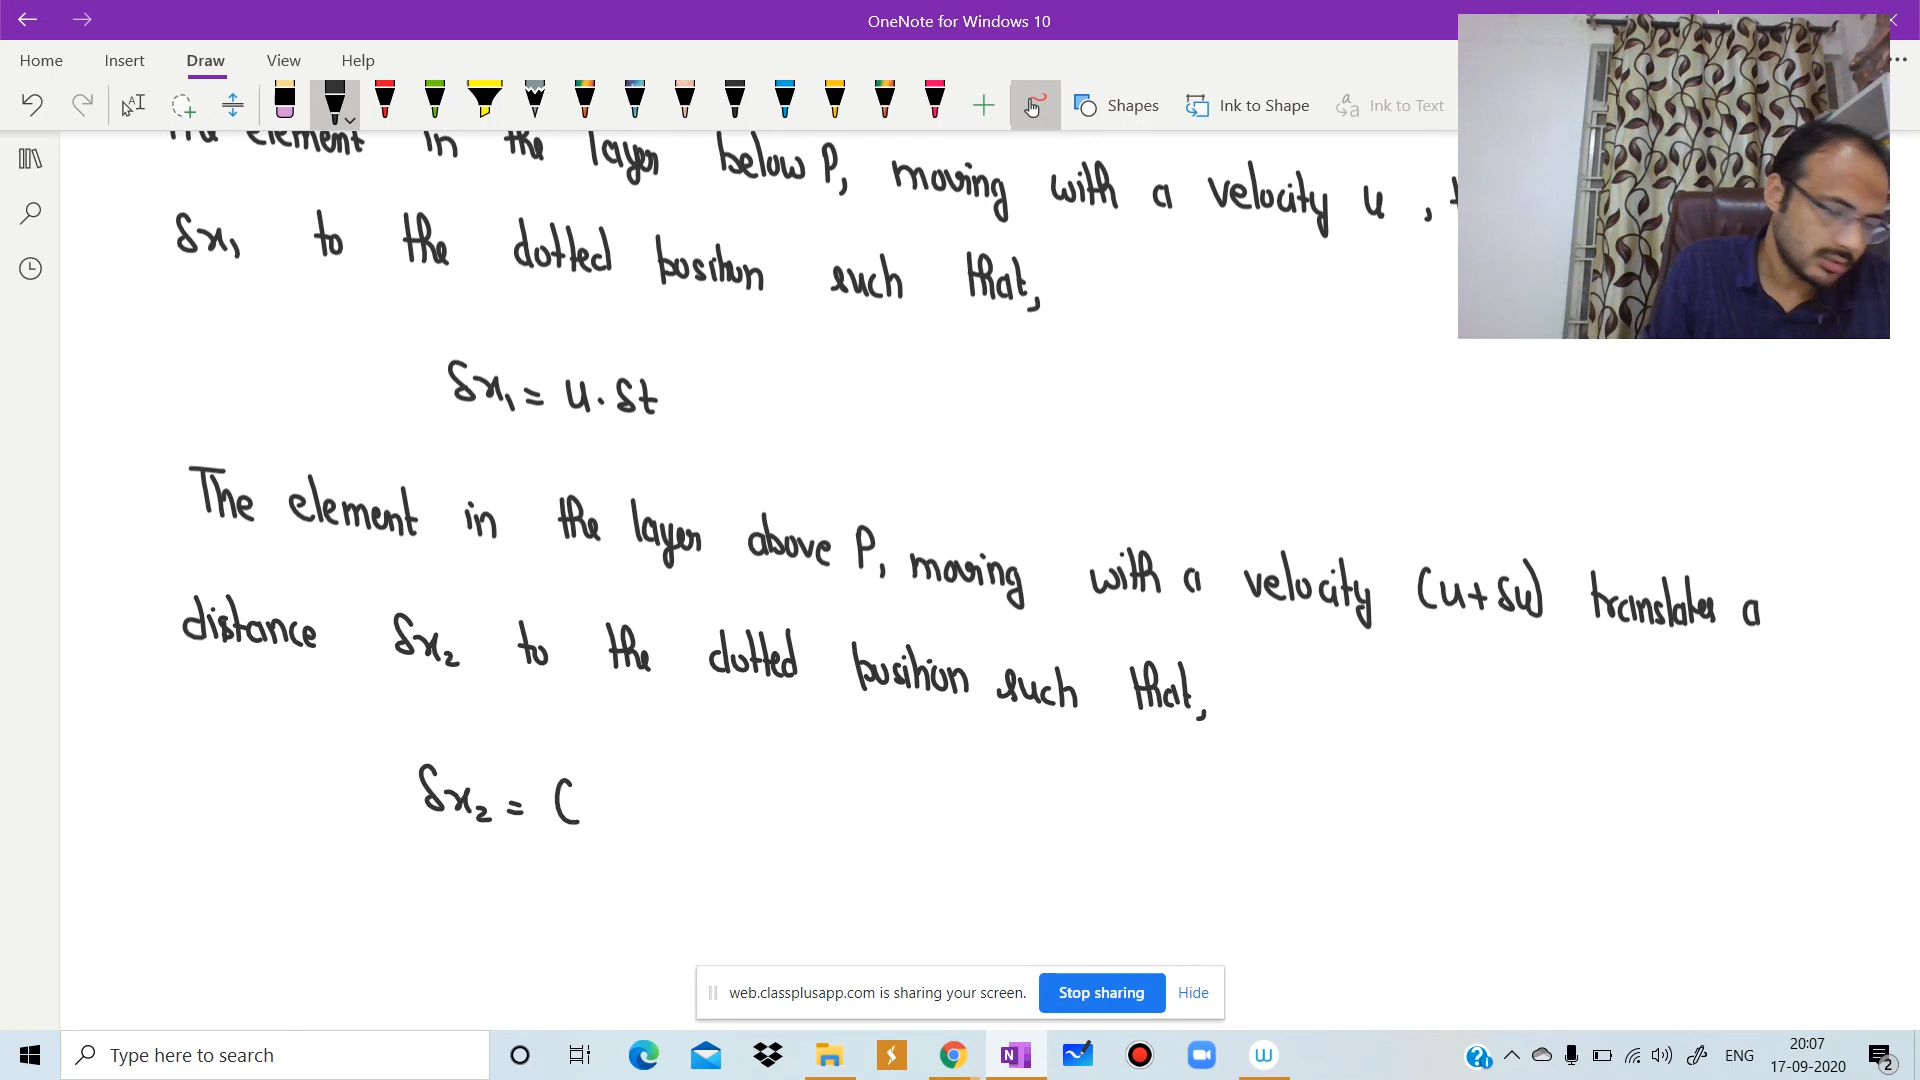 OneNote for Windows 10
Home Insert Draw View Help
Shapes Ink to Shape Ink to Text
The element in the layer below P, moving with a velocity u,
δx₁ to the dotted position such that,
δx₁ = u. δt
The element in the layer above P, moving with a velocity (u+δu) translates a
distance δx₂ to the dotted position such that,
δx₂ = (
web.classplusapp.com is sharing your screen. Stop sharing Hide
Type here to search
ENG
20:07
17-09-2020
2